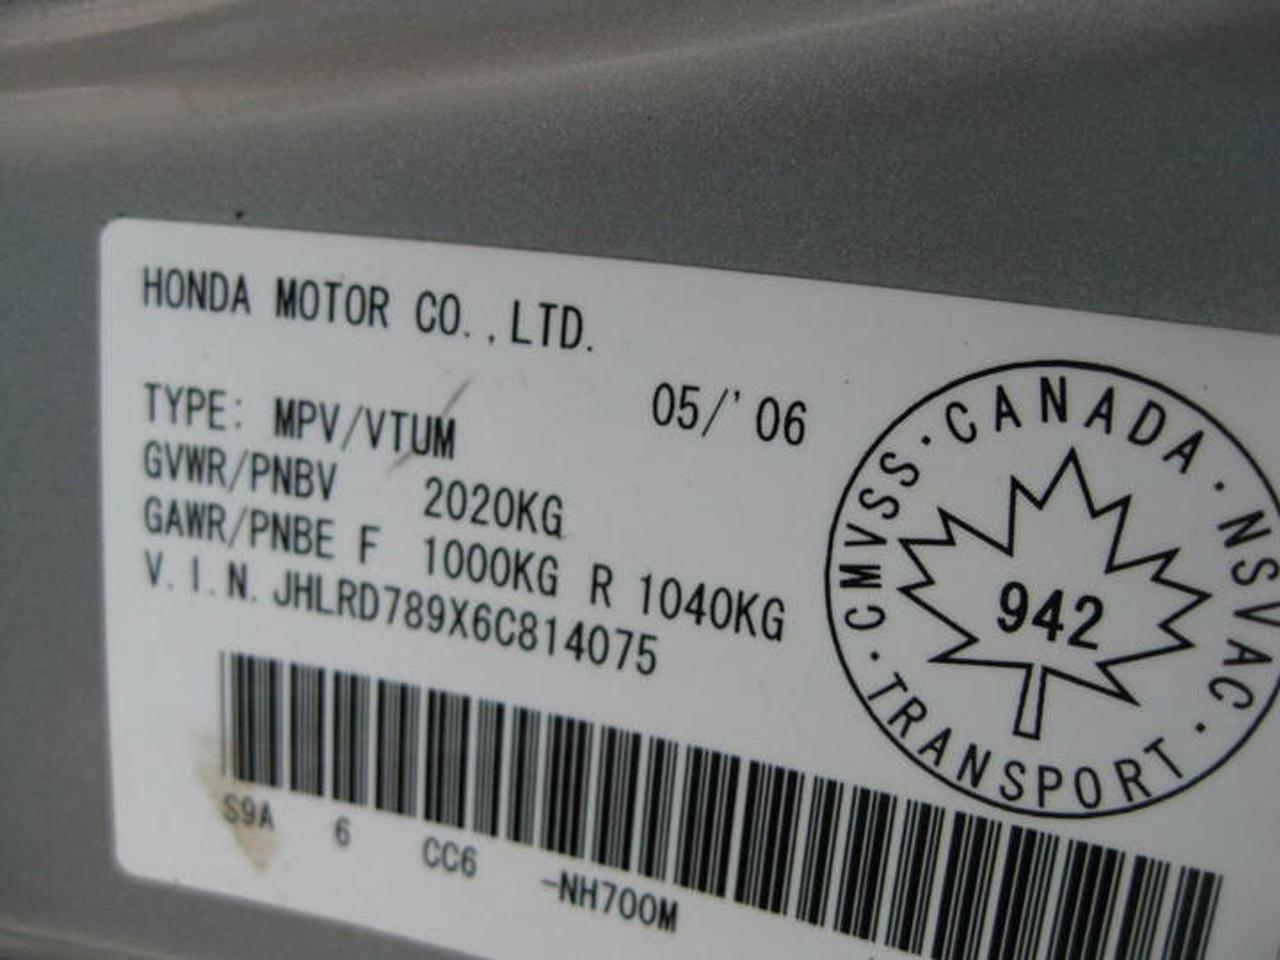 HONDA MOTOR CO.,LTD.
05/'06
TYPE: MPV/VTUM
GVWR/PNBV 2020KG
GAWR/PNBE F 1000KG R 1040KG
V.I.N. JHLRD789X6C814075
S9A 6 CC6 -NH700M
CANADA · NSVAC · TRANSPORT · CMVSS ·
942